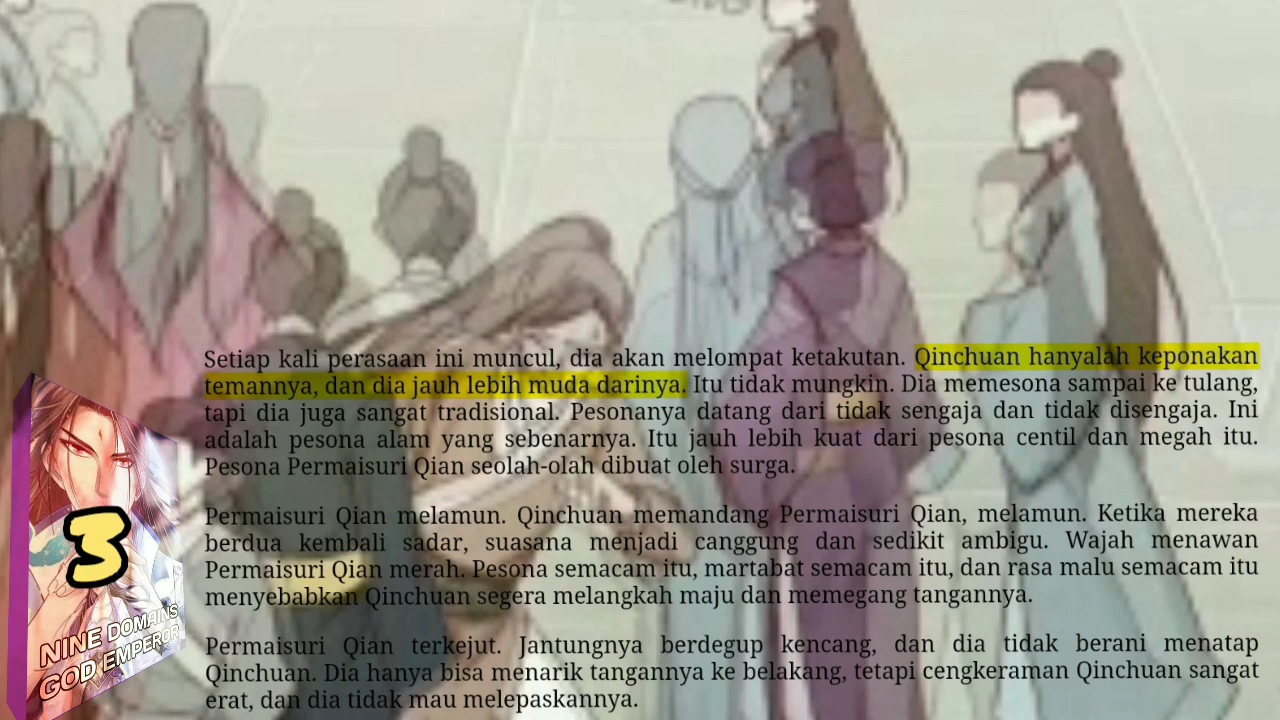 Setiap kali perasaan ini muncul, dia akan melompat ketakutan. Qinchuan hanyalah keponakan
temannya, dan dia jauh lebih muda darinya. Itu tidak mungkin. Dia memesona sampai ke tulang,
tapi dia juga sangat tradisional. Pesonanya datang dari tidak sengaja dan tidak disengaja. Ini
adalah pesona alam yang sebenarnya. Itu jauh lebih kuat dari pesona centil dan megah itu.
Pesona Permaisuri Qian seolah-olah dibuat oleh surga.
Permaisuri Qian melamun. Qinchuan memandang Permaisuri Qian, melamun. Ketika mereka
berdua kembali sadar, suasana menjadi canggung dan sedikit ambigu. Wajah menawan
Permaisuri Qian merah. Pesona semacam itu, martabat semacam itu, dan rasa malu semacam itu
menyebabkan Qinchuan segera melangkah maju dan memegang tangannya.
Permaisuri Qian terkejut. Jantungnya berdegup kencang, dan dia tidak berani menatap
Qinchuan. Dia hanya bisa menarik tangannya ke belakang, tetapi cengkeraman Qinchuan sangat
erat, dan dia tidak mau melepaskannya.
3
NINE DOMAINS
GOD EMPEROR